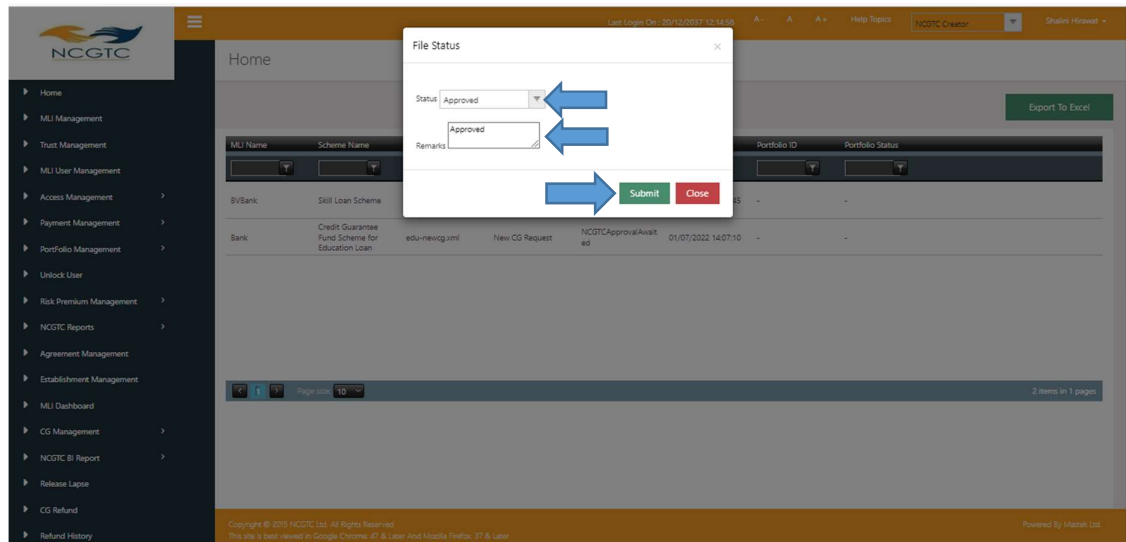 Last Login On : 20/12/2037 12:14:58 A- A A+ Help Topics NCGTC Creator Shalini Hirawat
NCGTC
Home
File Status ×
Status Approved
Remarks Approved
Submit Close
Export To Excel
Home
MLI Management
Trust Management
MLI User Management
Access Management >
Payment Management >
PortFolio Management >
Unlock User
Risk Premium Management >
NCGTC Reports >
Agreement Management
Establishment Management
MLI Dashboard
CG Management >
NCGTC BI Report >
Release Lapse
CG Refund
Refund History
MLI Name Scheme Name Portfolio ID Portfolio Status
BVBank Skill Loan Scheme 45 - -
Bank Credit Guarantee Fund Scheme for Education Loan edu-newcg.xml New CG Request NCGTCApprovalAwaited 01/07/2022 14:07:10 - -
< 1 > Page size: 10 2 items in 1 pages
Copyright © 2015 NCGTC Ltd. All Rights Reserved Powered By Mastek Ltd.
This site is best viewed in Google Chrome 47 & Later And Mozilla Firefox 37 & Later